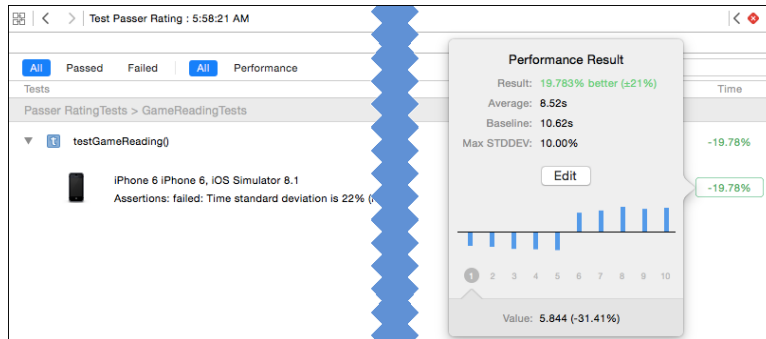 Test Passer Rating : 5:58:21 AM
All Passed Failed All Performance
Tests Time
Passer RatingTests > GameReadingTests
t testGameReading() -19.78%
iPhone 6 iPhone 6, iOS Simulator 8.1 -19.78%
Assertions: failed: Time standard deviation is 22% (
Performance Result
Result: 19.783% better (±21%)
Average: 8.52s
Baseline: 10.62s
Max STDDEV: 10.00%
Edit
1 2 3 4 5 6 7 8 9 10
Value: 5.844 (-31.41%)